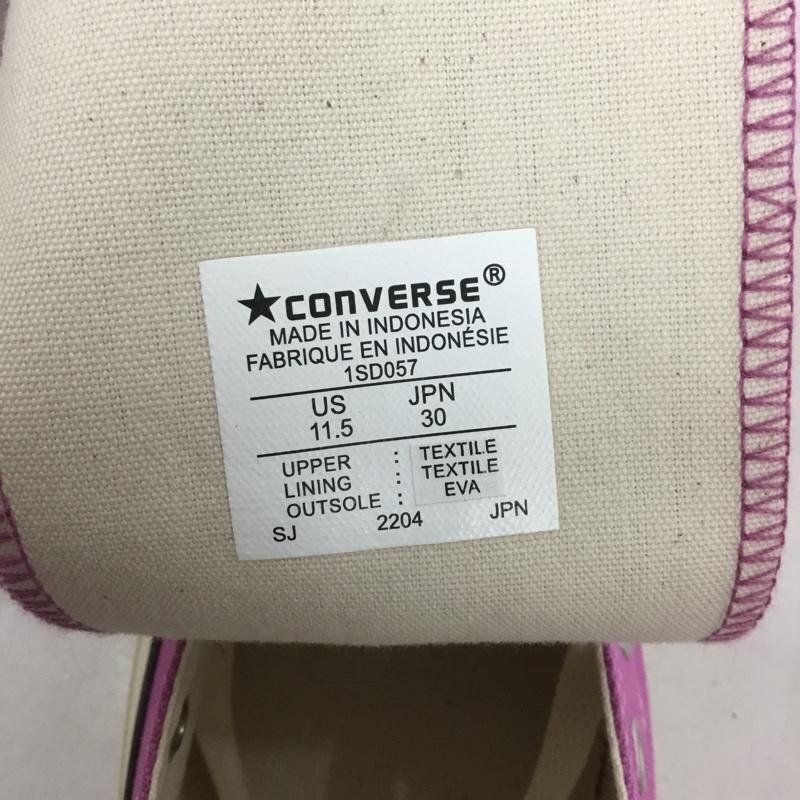 ★CONVERSE®
MADE IN INDONESIA
FABRIQUE EN INDONÉSIE
1SD057
US JPN
11.5 30
UPPER : TEXTILE
LINING : TEXTILE
OUTSOLE : EVA
SJ 2204 JPN